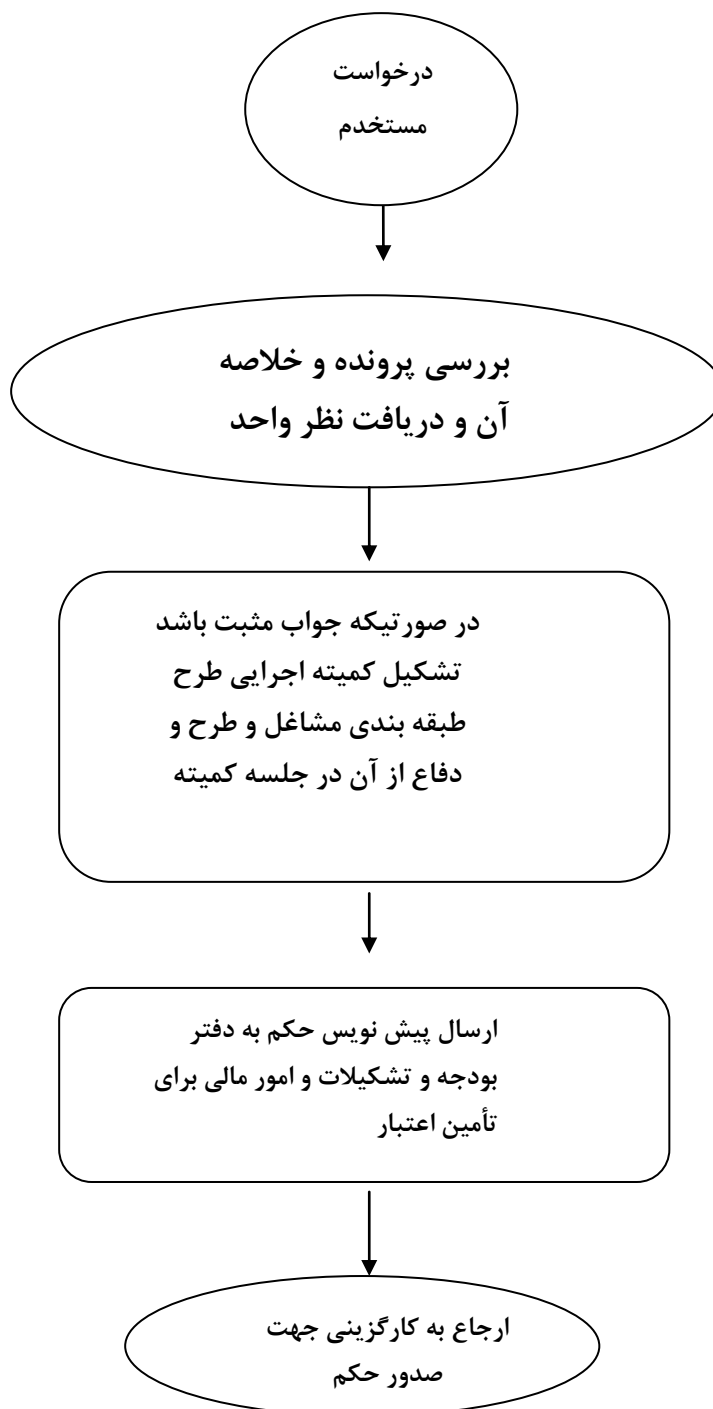 درخواست
مستخدم
بررسی پرونده و خلاصه
آن و دریافت نظر واحد
در صورتیکه جواب مثبت باشد
تشکیل کمیته اجرایی طرح
طبقه بندی مشاغل و طرح و
دفاع از آن در جلسه کمیته
ارسال پیش نویس حکم به دفتر
بودجه و تشکیلات و امور مالی برای
تأمین اعتبار
ارجاع به کارگزینی جهت
صدور حکم